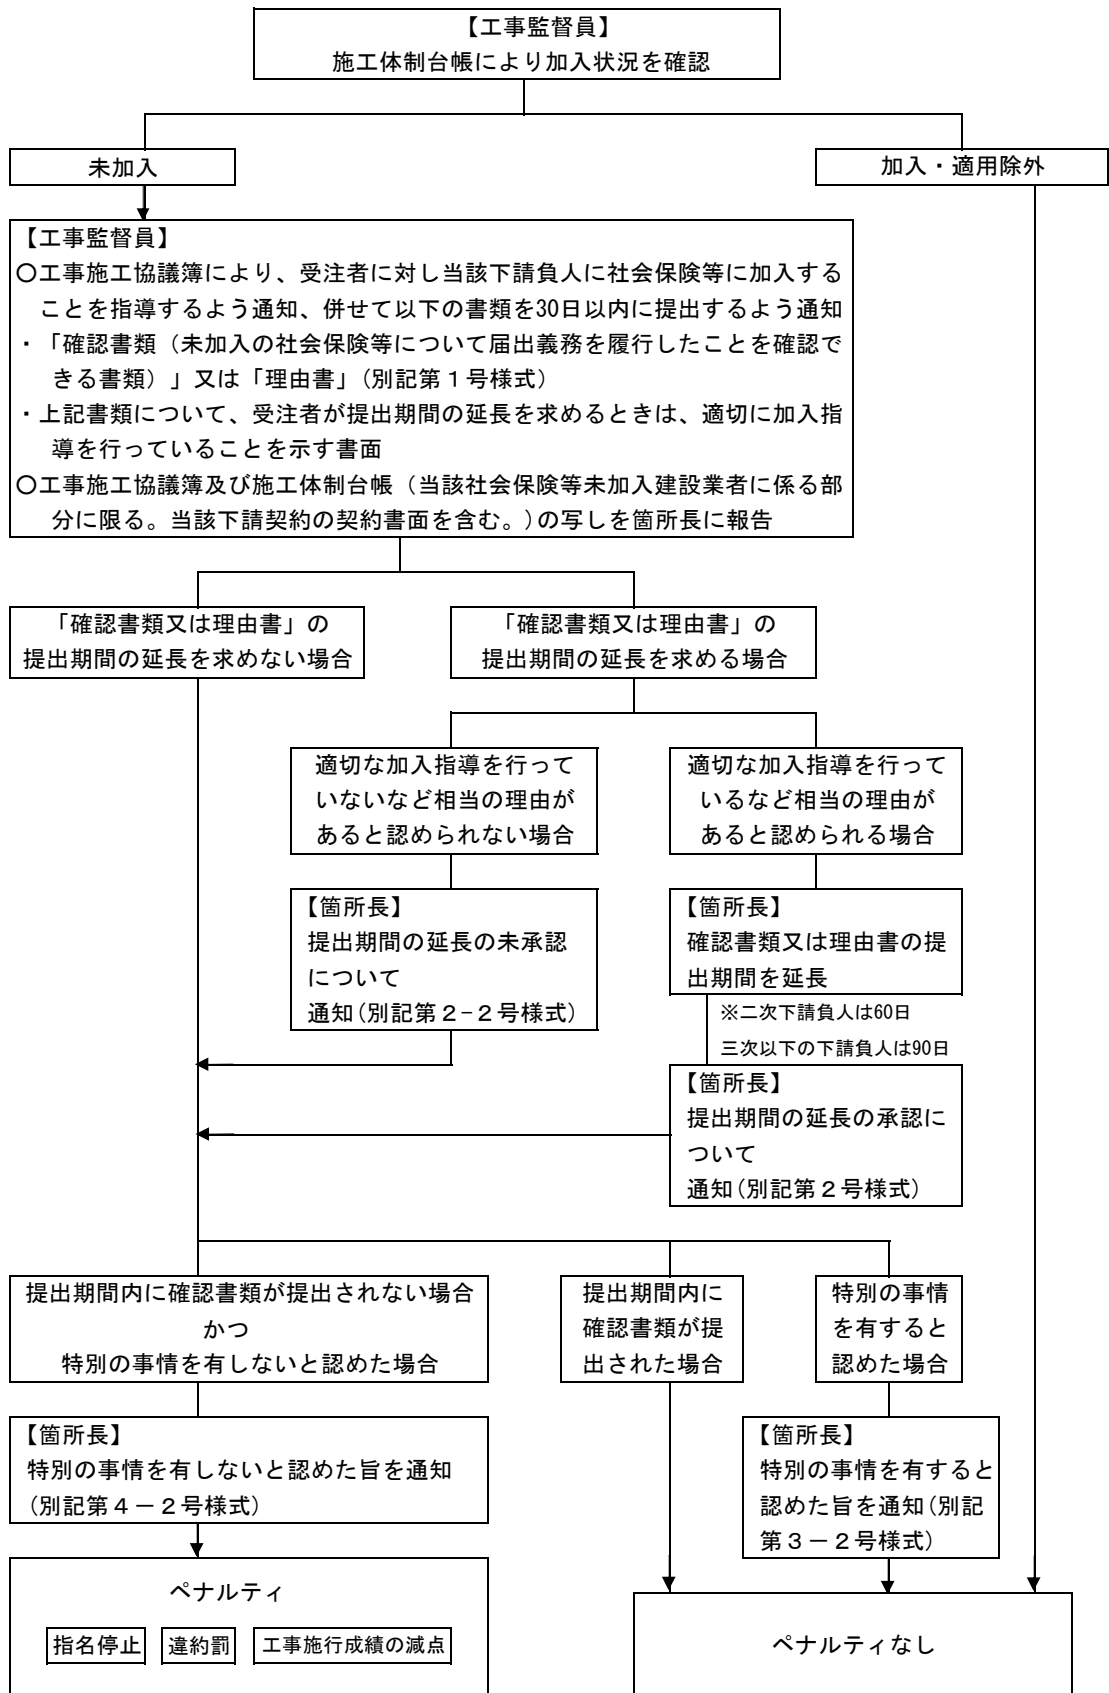 【工事監督員】
施工体制台帳により加入状況を確認
未加入
加入・適用除外
【工事監督員】
〇工事施工協議簿により、受注者に対し当該下請負人に社会保険等に加入する
ことを指導するよう通知、併せて以下の書類を30日以内に提出するよう通知
・「確認書類（未加入の社会保険等について届出義務を履行したことを確認で
きる書類）」又は「理由書」(別記第１号様式）
・上記書類について、受注者が提出期間の延長を求めるときは、適切に加入指
導を行っていることを示す書面
〇工事施工協議簿及び施工体制台帳（当該社会保険等未加入建設業者に係る部
分に限る。当該下請契約の契約書面を含む。)の写しを箇所長に報告
「確認書類又は理由書」の
提出期間の延長を求めない場合
「確認書類又は理由書」の
提出期間の延長を求める場合
適切な加入指導を行って
いないなど相当の理由が
あると認められない場合
適切な加入指導を行って
いるなど相当の理由が
あると認められる場合
【箇所長】
提出期間の延長の未承認
について
通知(別記第２-２号様式）
【箇所長】
確認書類又は理由書の提
出期間を延長
※二次下請負人は60日
三次以下の下請負人は90日
【箇所長】
提出期間の延長の承認に
ついて
通知(別記第２号様式）
提出期間内に確認書類が提出されない場合
かつ
特別の事情を有しないと認めた場合
提出期間内に
確認書類が提
出された場合
特別の事情
を有すると
認めた場合
【箇所長】
特別の事情を有しないと認めた旨を通知
(別記第４－２号様式）
【箇所長】
特別の事情を有すると
認めた旨を通知(別記
第３－２号様式）
ペナルティ
指名停止
違約罰
工事施行成績の減点
ペナルティなし